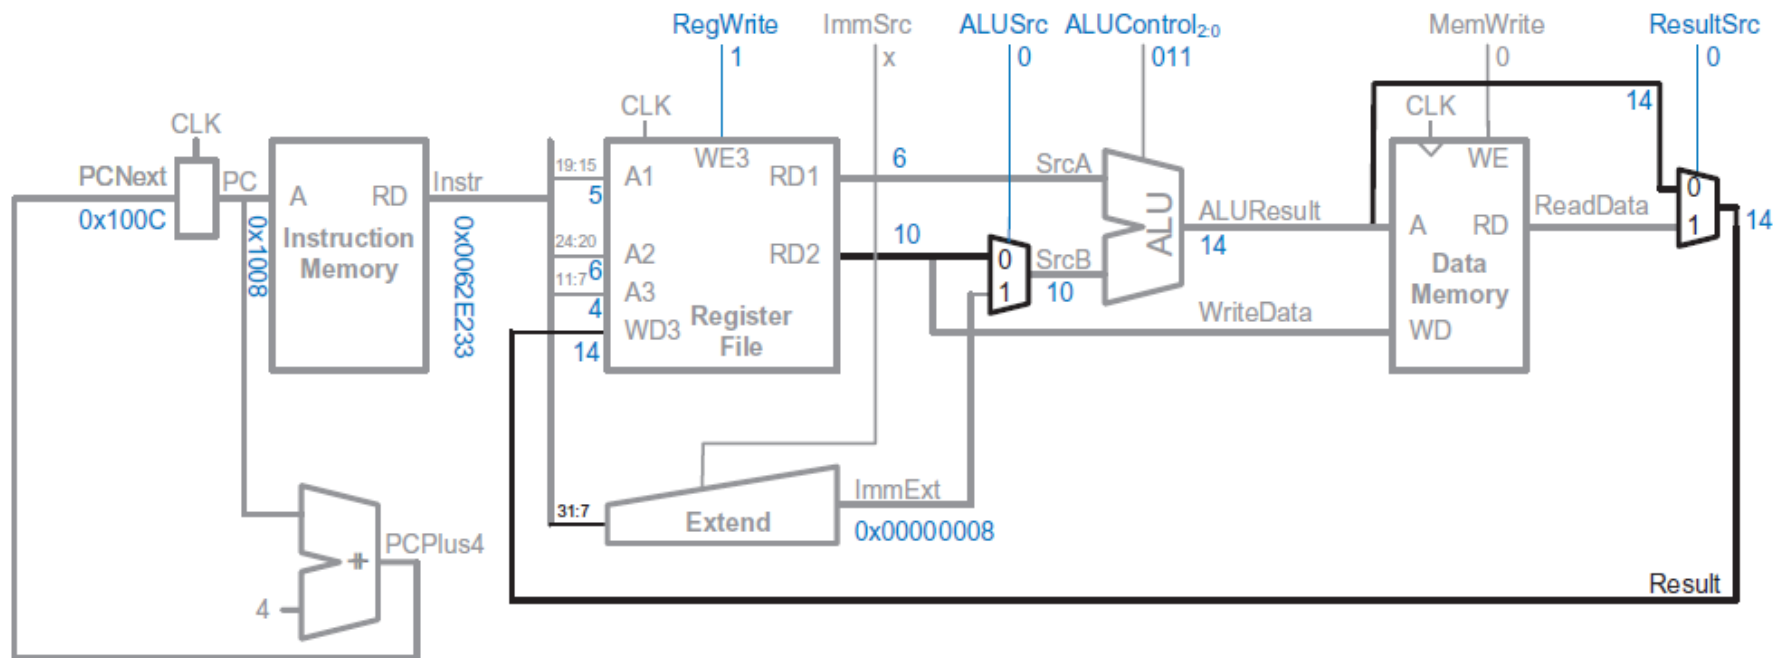 RegWrite
1
ImmSrc
x
ALUSrc
0
ALUControl2:0
011
MemWrite
0
ResultSrc
0
CLK
PCNext
0x100C
PC
0x1008
A
RD
Instruction
Memory
Instr
0x0062E233
CLK
WE3
19:15
5
A1
RD1
6
SrcA
24:20
6
A2
RD2
10
11:7
4
A3
WD3
14
Register
File
0
1
SrcB
10
ALU
ALUResult
14
WriteData
14
CLK
WE
A
RD
Data
Memory
WD
ReadData
0
1
14
31:7
Extend
ImmExt
0x00000008
PCPlus4
+
4
Result